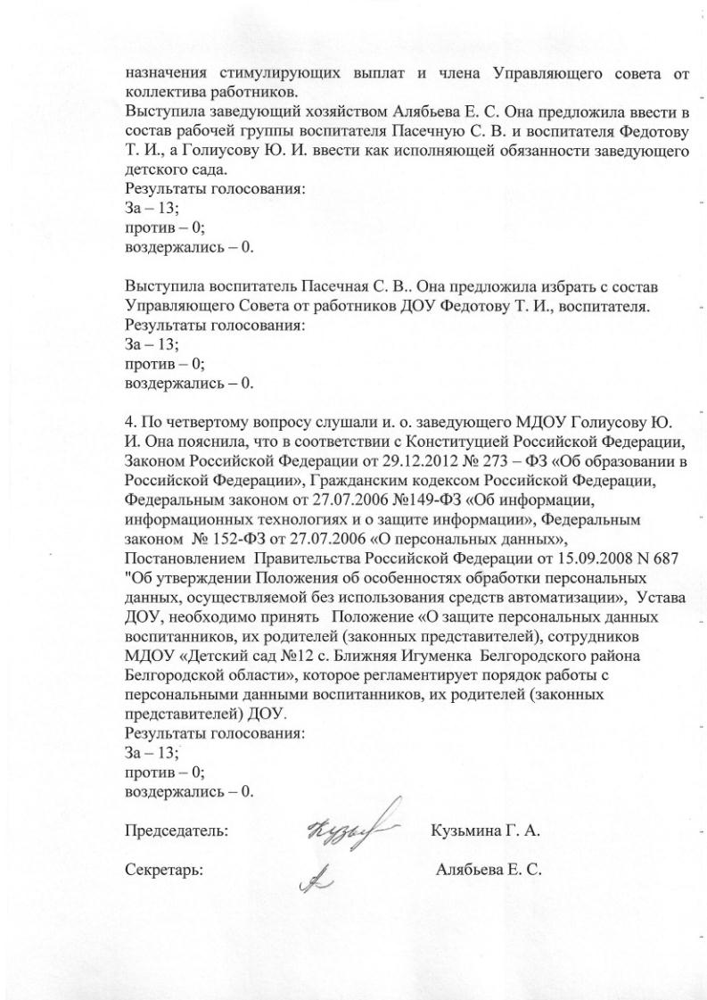 назначения стимулирующих выплат и члена Управляющего совета от
коллектива работников.
Выступила заведующий хозяйством Алябьева Е. С. Она предложила ввести в
состав рабочей группы воспитателя Пасечную С. В. и воспитателя Федотову
Т. И., а Голиусову Ю. И. ввести как исполняющей обязанности заведующего
детского сада.
Результаты голосования:
За – 13;
против – 0;
воздержались – 0.
Выступила воспитатель Пасечная С. В.. Она предложила избрать с состав
Управляющего Совета от работников ДОУ Федотову Т. И., воспитателя.
Результаты голосования:
За – 13;
против – 0;
воздержались – 0.
4. По четвертому вопросу слушали и. о. заведующего МДОУ Голиусову Ю.
И. Она пояснила, что в соответствии с Конституцией Российской Федерации,
Законом Российской Федерации от 29.12.2012 № 273 – ФЗ «Об образовании в
Российской Федерации», Гражданским кодексом Российской Федерации,
Федеральным законом от 27.07.2006 №149-ФЗ «Об информации,
информационных технологиях и о защите информации», Федеральным
законом № 152-ФЗ от 27.07.2006 «О персональных данных»,
Постановлением Правительства Российской Федерации от 15.09.2008 N 687
"Об утверждении Положения об особенностях обработки персональных
данных, осуществляемой без использования средств автоматизации», Устава
ДОУ, необходимо принять Положение «О защите персональных данных
воспитанников, их родителей (законных представителей), сотрудников
МДОУ «Детский сад №12 с. Ближняя Игуменка Белгородского района
Белгородской области», которое регламентирует порядок работы с
персональными данными воспитанников, их родителей (законных
представителей) ДОУ.
Результаты голосования:
За – 13;
против – 0;
воздержались – 0.
Председатель: Кузьмина Г. А.
Секретарь: Алябьева Е. С.